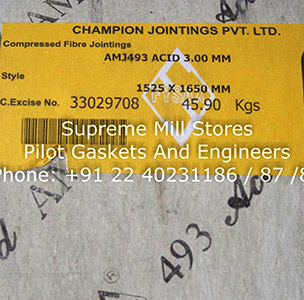 CHAMPION JOINTINGS PVT. LTD.
Compressed Fibre Jointings
AMJ493 ACID 3.00 MM
Style
1525 X 1650 MM
C.Excise No. 33029708 45.90 Kgs
Supreme Mill Stores
Pilot Gaskets And Engineers
Phone: +91 22 40231186 / 87 /8
493